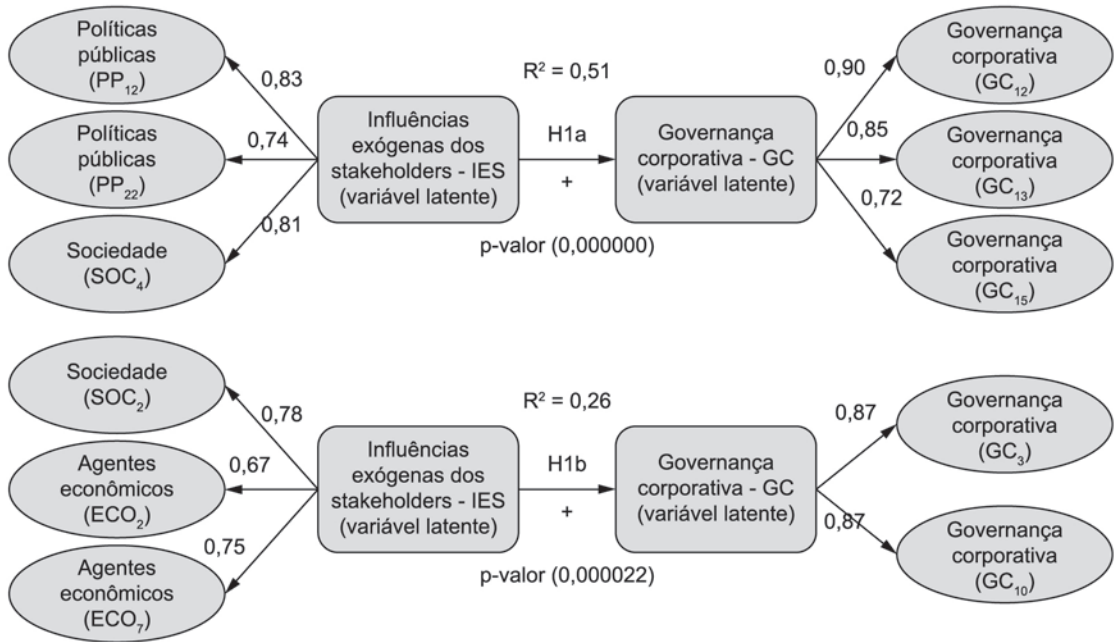 Políticas
públicas
(PP₁₂)
0,83
Políticas
públicas
(PP₂₂)
0,74
Sociedade
(SOC₄)
0,81
Influências
exógenas dos
stakeholders - IES
(variável latente)
R² = 0,51
H1a
+
p-valor (0,000000)
Governança
corporativa - GC
(variável latente)
0,90
Governança
corporativa
(GC₁₂)
0,85
Governança
corporativa
(GC₁₃)
0,72
Governança
corporativa
(GC₁₅)
Sociedade
(SOC₂)
0,78
Agentes
econômicos
(ECO₂)
0,67
Agentes
econômicos
(ECO₇)
0,75
Influências
exógenas dos
stakeholders - IES
(variável latente)
R² = 0,26
H1b
+
p-valor (0,000022)
Governança
corporativa - GC
(variável latente)
0,87
Governança
corporativa
(GC₃)
0,87
Governança
corporativa
(GC₁₀)